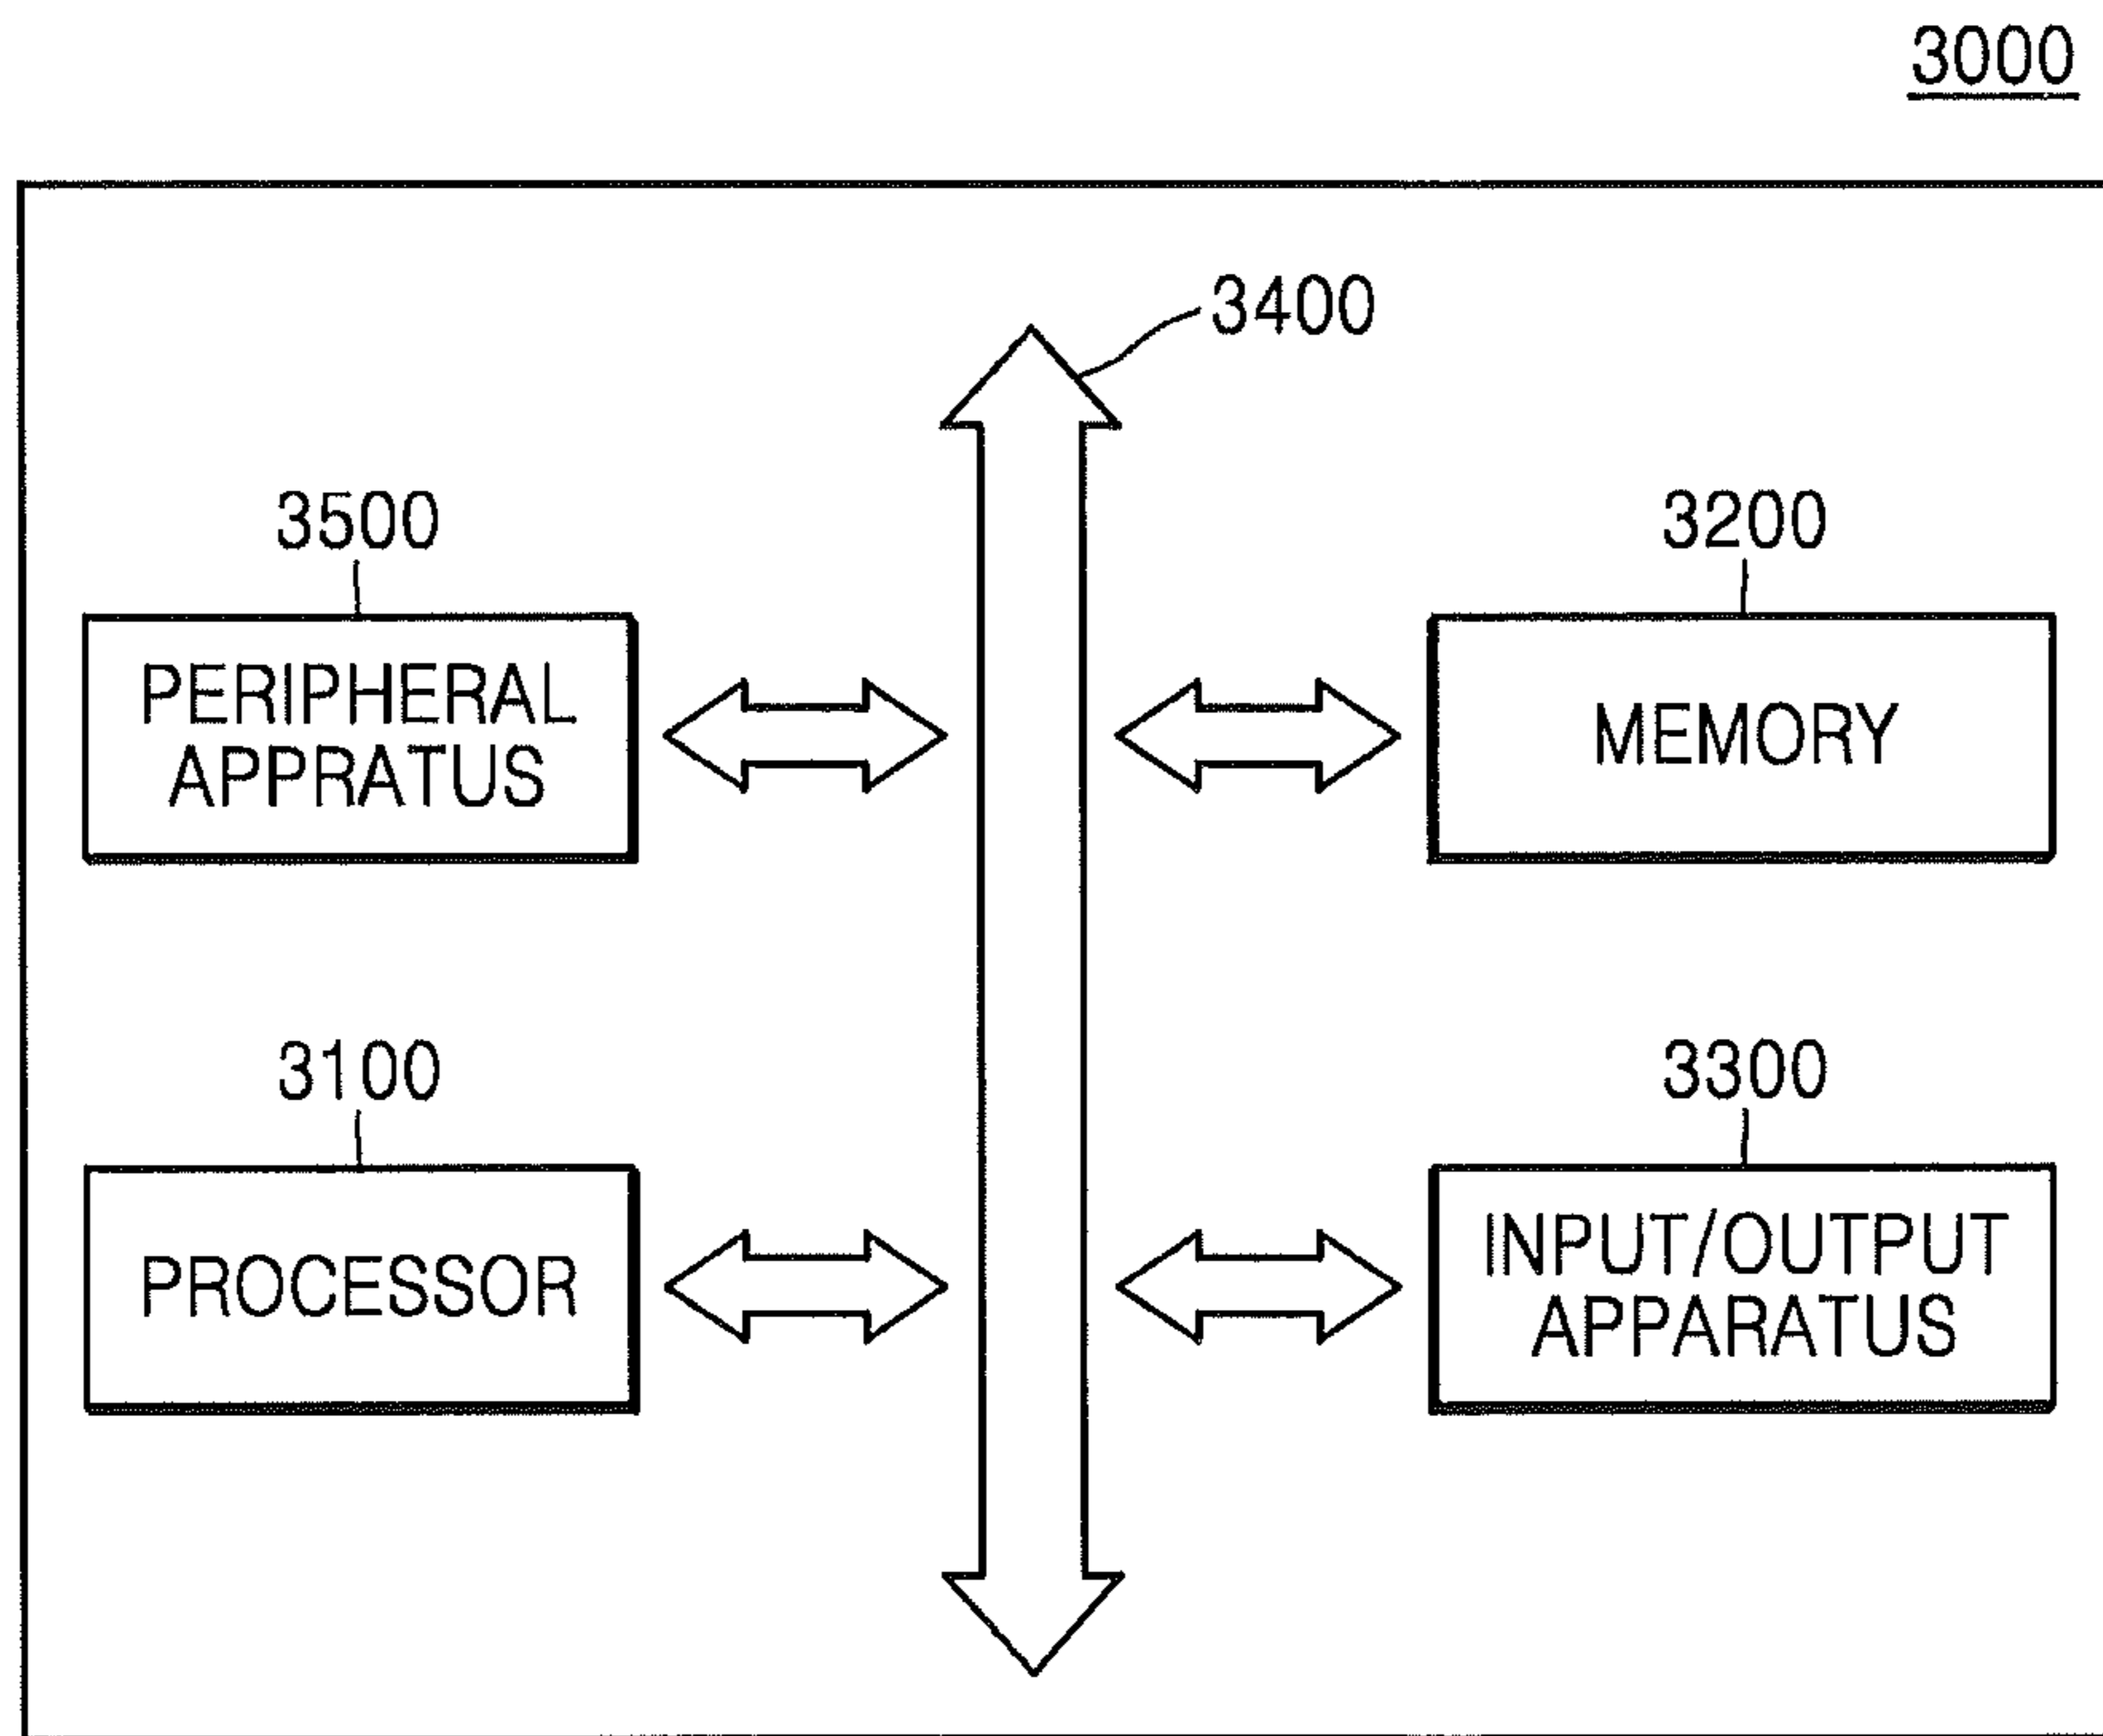 3000
3400
3500
PERIPHERAL
APPRATUS
3200
MEMORY
3100
PROCESSOR
3300
INPUT/OUTPUT
APPARATUS